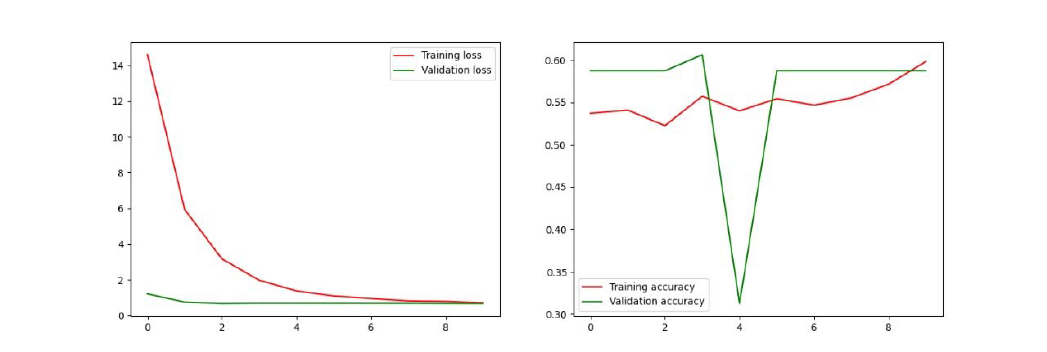 Training loss
Validation loss
14
12
10
8
6
4
2
0
0 2 4 6 8
0.60
0.55
0.50
0.45
0.40
0.35
0.30
Training accuracy
Validation accuracy
0 2 4 6 8